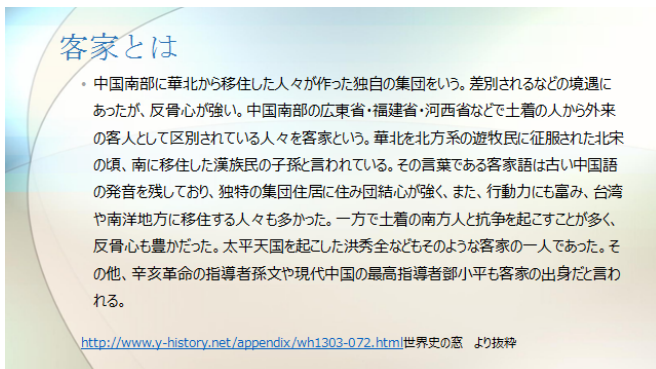 客家とは
• 中国南部に華北から移住した人々が作った独自の集団をいう。差別されるなどの境遇に
あったが、反骨心が強い。中国南部の広東省・福建省・河西省などで土着の人から外来
の客人として区別されている人々を客家という。華北を北方系の遊牧民に征服された北宋
の頃、南に移住した漢族民の子孫と言われている。その言葉である客家語は古い中国語
の発音を残しており、独特の集団住居に住み団結心が強く、また、行動力にも富み、台湾
や南洋地方に移住する人々も多かった。一方で土着の南方人と抗争を起こすことが多く、
反骨心も豊かだった。太平天国を起こした洪秀全などもそのような客家の一人であった。そ
の他、辛亥革命の指導者孫文や現代中国の最高指導者鄧小平も客家の出身だと言わ
れる。
http://www.y-history.net/appendix/wh1303-072.html世界史の窓　より抜粋